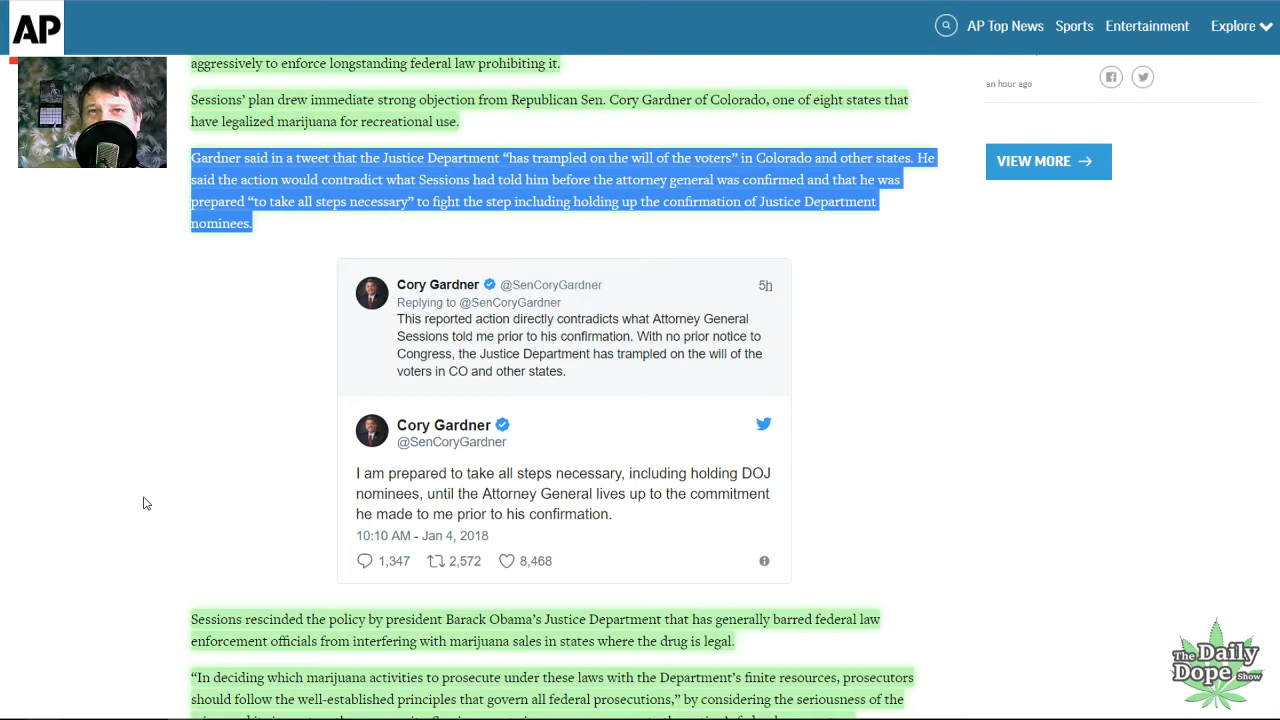 AP
AP Top News Sports Entertainment Explore
aggressively to enforce longstanding federal law prohibiting it.
an hour ago
Sessions’ plan drew immediate strong objection from Republican Sen. Cory Gardner of Colorado, one of eight states that
have legalized marijuana for recreational use.
Gardner said in a tweet that the Justice Department “has trampled on the will of the voters” in Colorado and other states. He
said the action would contradict what Sessions had told him before the attorney general was confirmed and that he was
prepared “to take all steps necessary” to fight the step including holding up the confirmation of Justice Department
nominees.
VIEW MORE →
Cory Gardner @SenCoryGardner 5h
Replying to @SenCoryGardner
This reported action directly contradicts what Attorney General
Sessions told me prior to his confirmation. With no prior notice to
Congress, the Justice Department has trampled on the will of the
voters in CO and other states.
Cory Gardner
@SenCoryGardner
I am prepared to take all steps necessary, including holding DOJ
nominees, until the Attorney General lives up to the commitment
he made to me prior to his confirmation.
10:10 AM - Jan 4, 2018
1,347 2,572 8,468
Sessions rescinded the policy by president Barack Obama’s Justice Department that has generally barred federal law
enforcement officials from interfering with marijuana sales in states where the drug is legal.
“In deciding which marijuana activities to prosecute under these laws with the Department’s finite resources, prosecutors
should follow the well-established principles that govern all federal prosecutions,” by considering the seriousness of the
The Daily
Dope Show